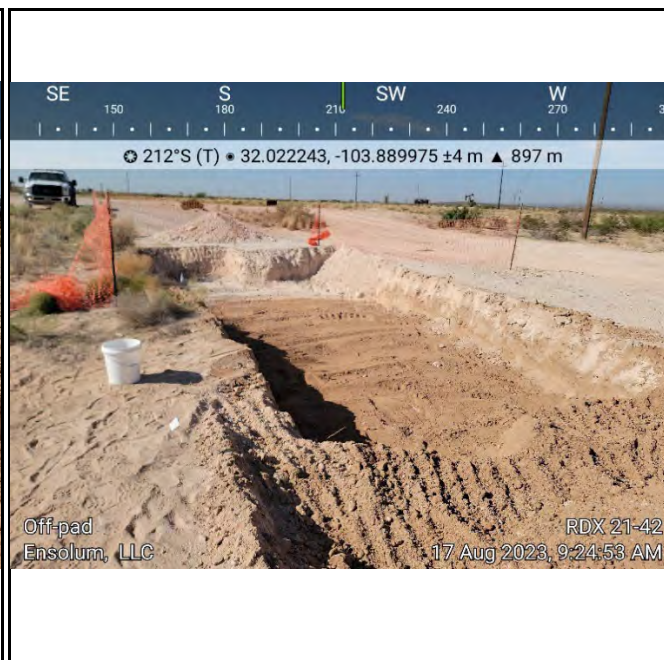 SE S SW W
150 180 210 240 270
212°S (T) ● 32.022243, -103.889975 ±4 m ▲ 897 m
Off-pad RDX 21-42
Ensolum, LLC 17 Aug 2023, 9:24:53 AM